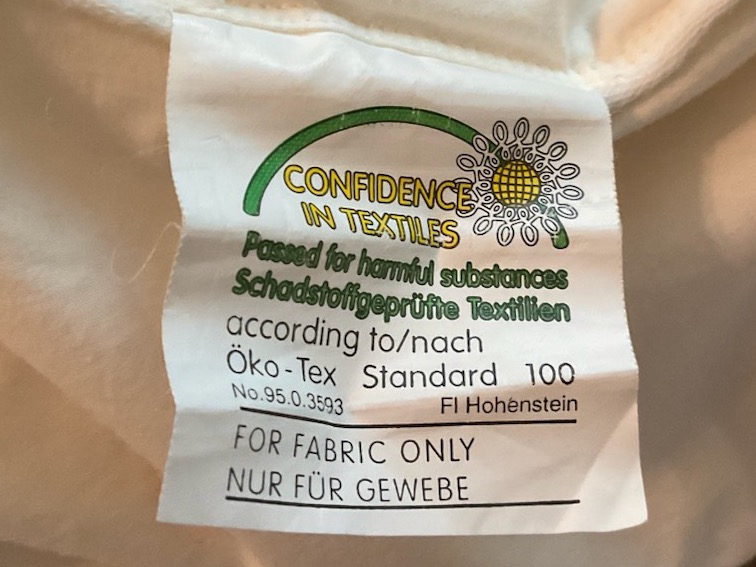 CONFIDENCE
IN TEXTILES
Passed for harmful substances
Schadstoffgeprüfte Textilien
according to/nach
Öko-Tex Standard 100
No.95.0.3593 FI Hohenstein
FOR FABRIC ONLY
NUR FÜR GEWEBE